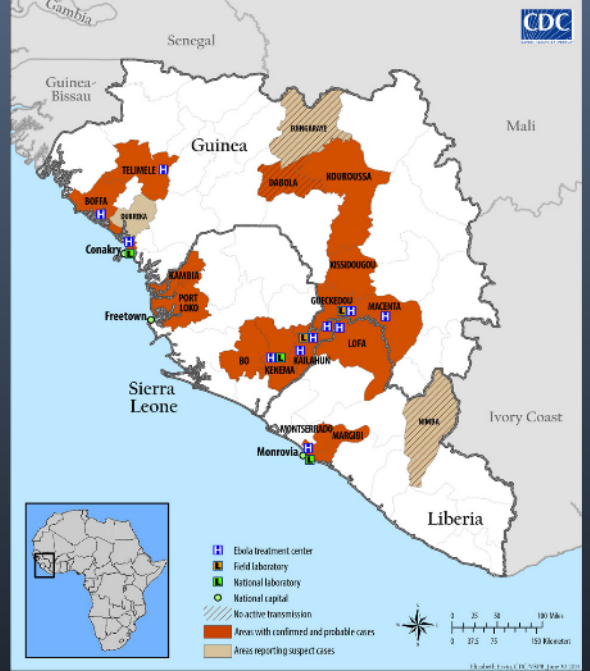 Gambia
CDC
Senegal
Guinea-
Bissau
Mali
Guinea
TELIMELE
KOUROUSSA
DABOLA
BOFFA
DUBREKA
Conakry
KISSIDOUGOU
KAMBIA
PORT
LOKO
GUECKEDOU
MACENTA
Freetown
LOFA
BO
KAILAHUN
KENEMA
Sierra
Leone
Ivory Coast
NIMBA
MONTSERRADO
MARGIBI
Monrovia
Liberia
Ebola treatment center
Field laboratory
National laboratory
National capital
No active transmission
Areas with confirmed and probable cases
Areas reporting suspect cases
0 25 50 100 Miles
0 37.5 75 150 Kilometers